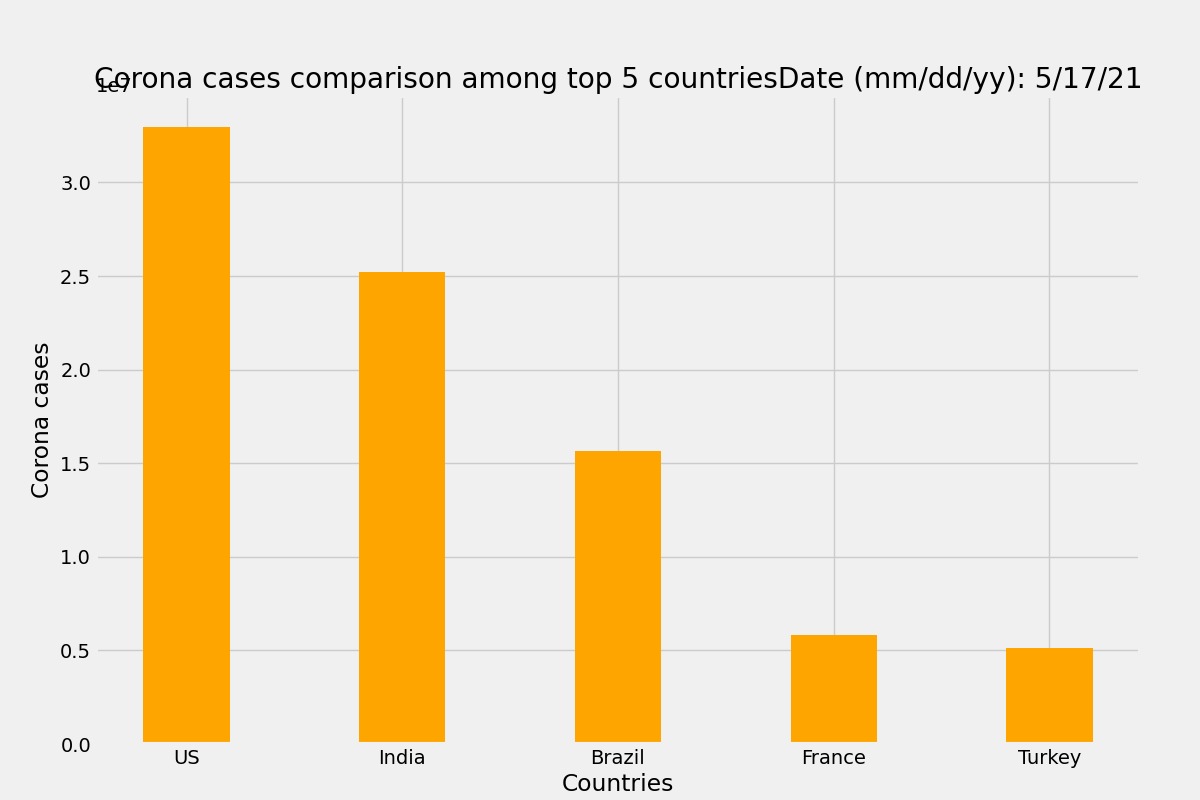 Corona cases comparison among top 5 countriesDate (mm/dd/yy): 5/17/21
1e7
3.0
2.5
2.0
1.5
1.0
0.5
0.0
Corona cases
US India Brazil France Turkey
Countries